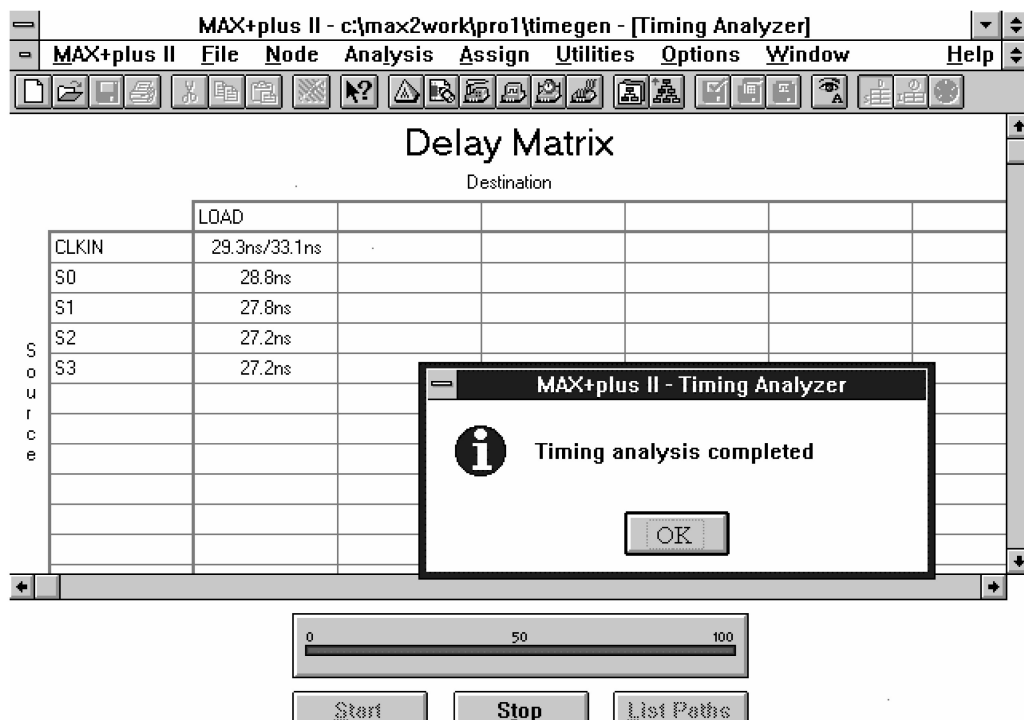 MAX+plus II - c:\max2work\pro1\timegen - [Timing Analyzer]
MAX+plus II File Node Analysis Assign Utilities Options Window Help
Delay Matrix
Destination
LOAD
CLKIN 29.3ns/33.1ns
S0 28.8ns
S1 27.8ns
S2 27.2ns
S3 27.2ns
Source
MAX+plus II - Timing Analyzer
Timing analysis completed
OK
0 50 100
Start Stop List Paths